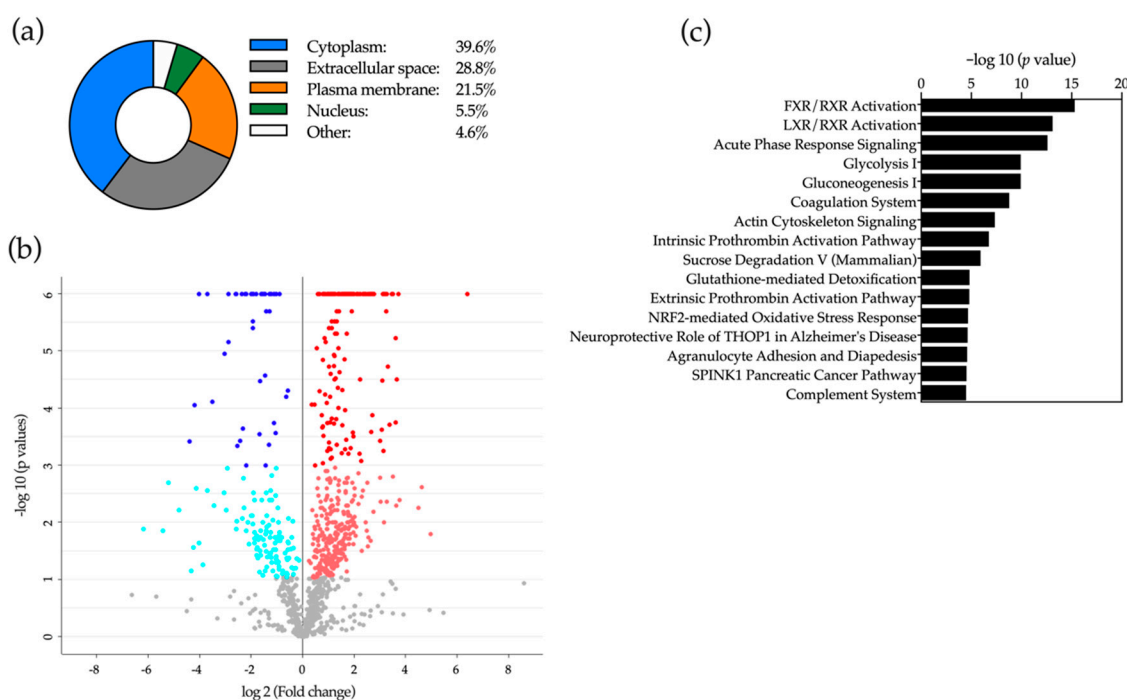 (a)
Cytoplasm: 39.6%
Extracellular space: 28.8%
Plasma membrane: 21.5%
Nucleus: 5.5%
Other: 4.6%
(b)
6
5
4
3
2
1
0
-log 10 (p values)
-8 -6 -4 -2 0 2 4 6 8
log 2 (Fold change)
(c)
−log 10 (p value)
0 5 10 15 20
FXR/RXR Activation
LXR/RXR Activation
Acute Phase Response Signaling
Glycolysis I
Gluconeogenesis I
Coagulation System
Actin Cytoskeleton Signaling
Intrinsic Prothrombin Activation Pathway
Sucrose Degradation V (Mammalian)
Glutathione-mediated Detoxification
Extrinsic Prothrombin Activation Pathway
NRF2-mediated Oxidative Stress Response
Neuroprotective Role of THOP1 in Alzheimer's Disease
Agranulocyte Adhesion and Diapedesis
SPINK1 Pancreatic Cancer Pathway
Complement System